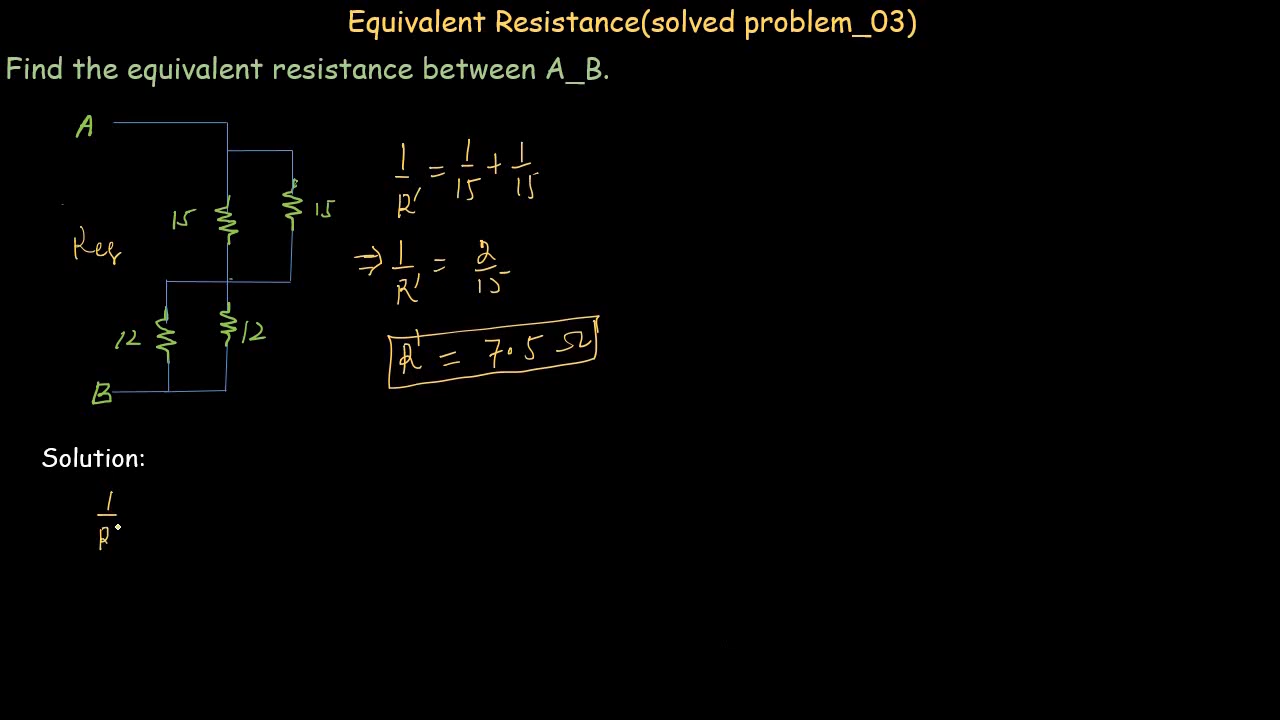 Equivalent Resistance(solved problem_03)
Find the equivalent resistance between A_B.
A
15
15
Req
12
12
B
1/R' = 1/15 + 1/15
⇒ 1/R' = 2/15
R' = 7.5 Ω
Solution:
1/R